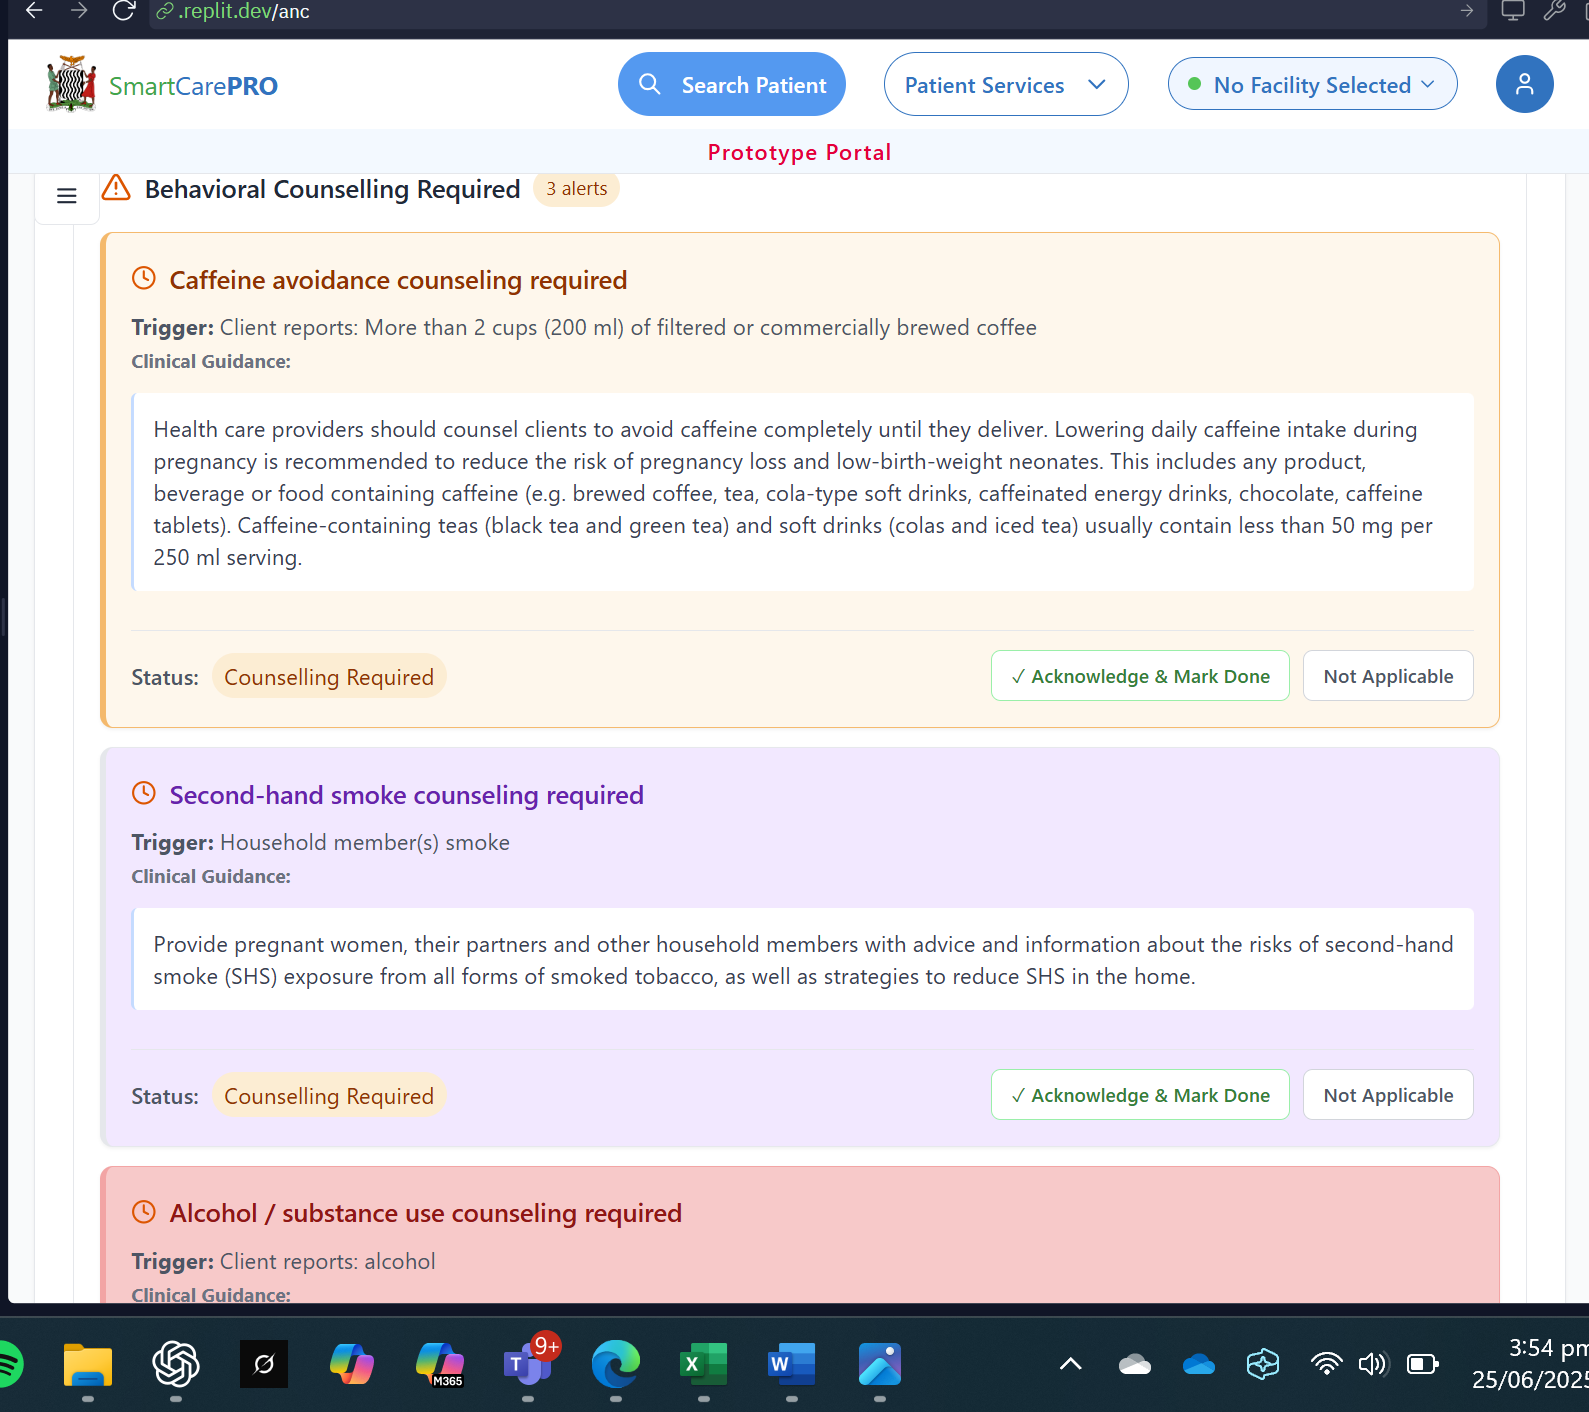 .replit.dev/anc
SmartCarePRO
Search Patient
Patient Services
No Facility Selected
Prototype Portal
Behavioral Counselling Required
3 alerts
Caffeine avoidance counseling required
Trigger: Client reports: More than 2 cups (200 ml) of filtered or commercially brewed coffee
Clinical Guidance:
Health care providers should counsel clients to avoid caffeine completely until they deliver. Lowering daily caffeine intake during
pregnancy is recommended to reduce the risk of pregnancy loss and low-birth-weight neonates. This includes any product,
beverage or food containing caffeine (e.g. brewed coffee, tea, cola-type soft drinks, caffeinated energy drinks, chocolate, caffeine
tablets). Caffeine-containing teas (black tea and green tea) and soft drinks (colas and iced tea) usually contain less than 50 mg per
250 ml serving.
Status: Counselling Required
✓ Acknowledge & Mark Done
Not Applicable
Second-hand smoke counseling required
Trigger: Household member(s) smoke
Clinical Guidance:
Provide pregnant women, their partners and other household members with advice and information about the risks of second-hand
smoke (SHS) exposure from all forms of smoked tobacco, as well as strategies to reduce SHS in the home.
Status: Counselling Required
✓ Acknowledge & Mark Done
Not Applicable
Alcohol / substance use counseling required
Trigger: Client reports: alcohol
Clinical Guidance:
M365
T
9+
X
W
3:54 pm
25/06/2025